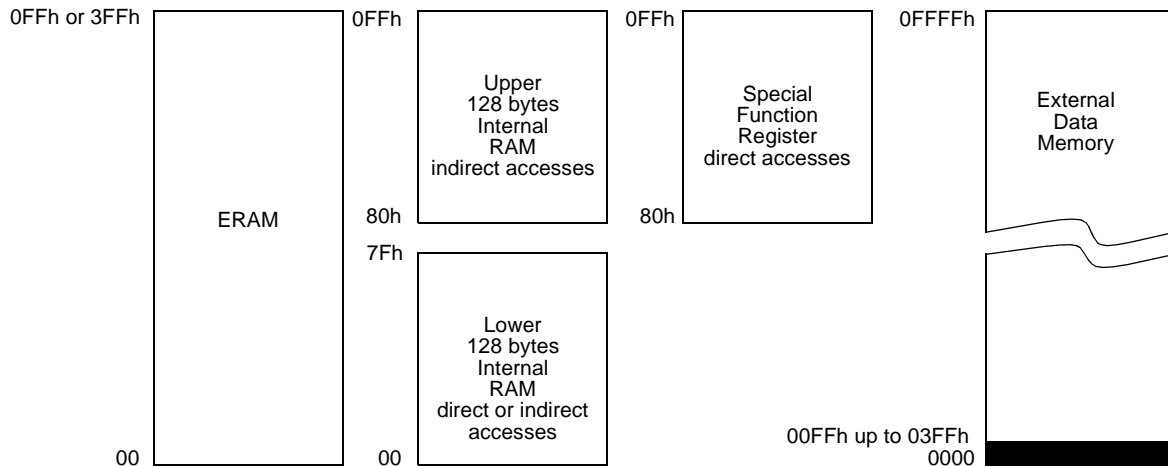 0FFh or 3FFh
ERAM
00
0FFh
Upper
128 bytes
Internal
RAM
indirect accesses
80h
7Fh
Lower
128 bytes
Internal
RAM
direct or indirect
accesses
00
0FFh
Special
Function
Register
direct accesses
80h
0FFFFh
External
Data
Memory
00FFh up to 03FFh
0000